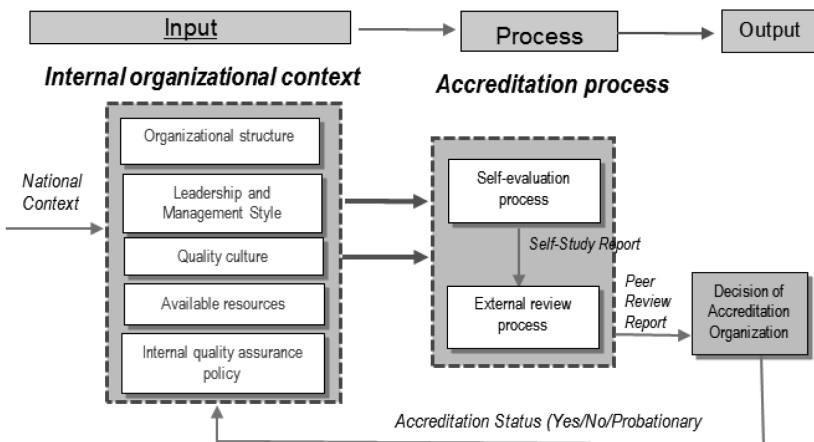 Input
Process
Output
Internal organizational context
Accreditation process
National
Context
Organizational structure
Leadership and
Management Style
Quality culture
Available resources
Internal quality assurance
policy
Self-evaluation
process
Self-Study Report
External review
process
Peer
Review
Report
Decision of
Accreditation
Organization
Accreditation Status (Yes/No/Probationary